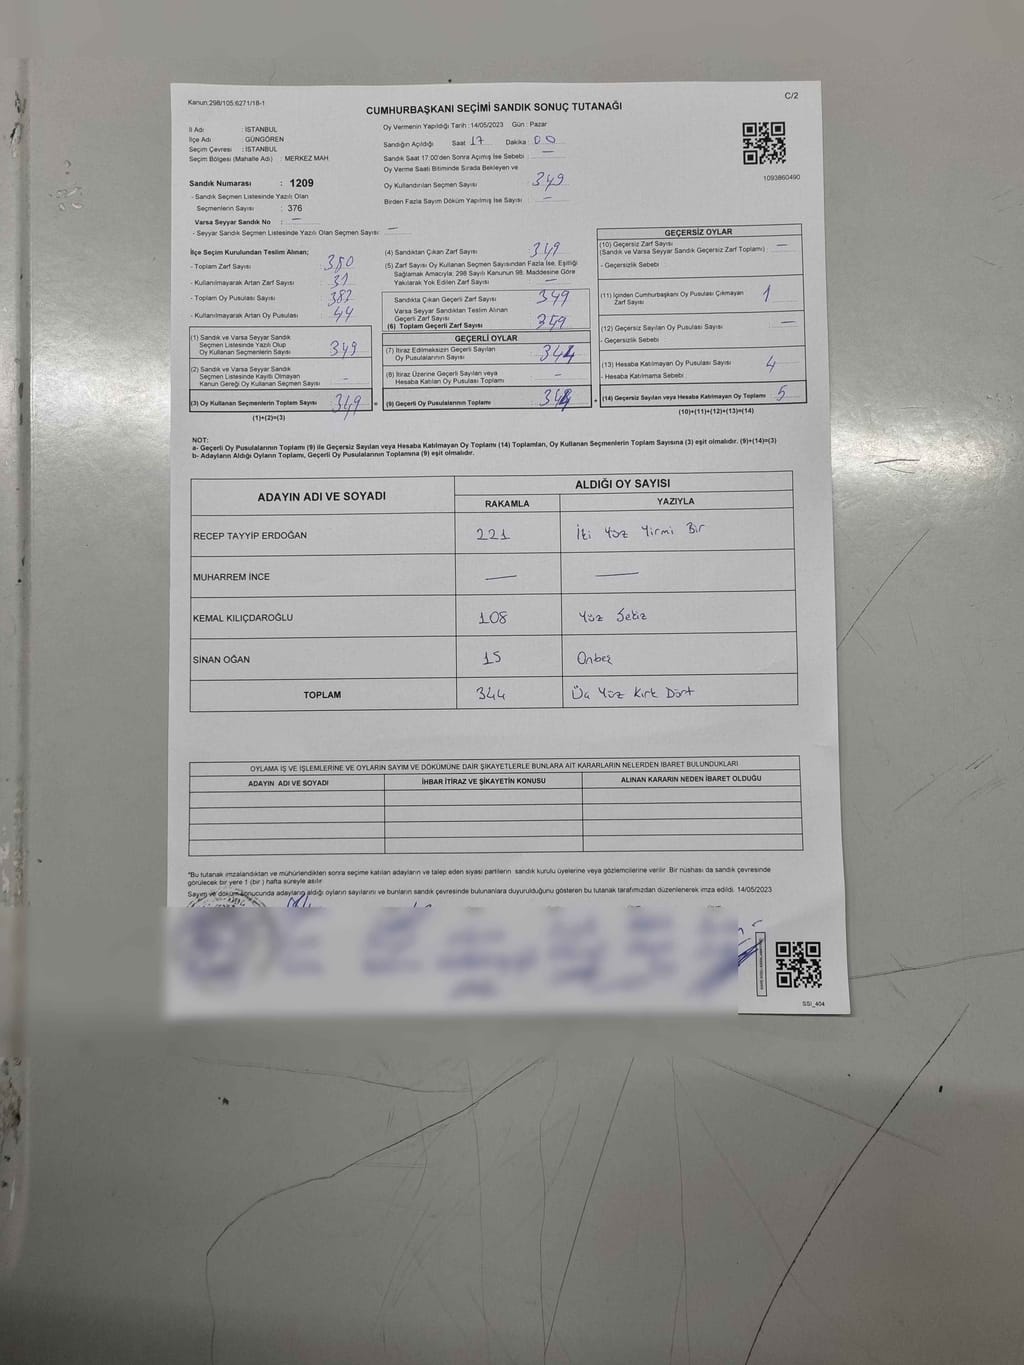 Kanun:298/105:6271/18-1
C/2
CUMHURBAŞKANI SEÇİMİ SANDIK SONUÇ TUTANAĞI
İl Adı : İSTANBUL
İlçe Adı : GÜNGÖREN
Seçim Çevresi : İSTANBUL
Seçim Bölgesi (Mahalle Adı) : MERKEZ MAH.
Sandık Numarası : 1209
- Sandık Seçmen Listesinde Yazılı Olan
Seçmenlerin Sayısı : 376
Varsa Seyyar Sandık No : —
- Seyyar Sandık Seçmen Listesinde Yazılı Olan Seçmen Sayısı: —
Oy Vermenin Yapıldığı Tarih : 14/05/2023 Gün : Pazar
Sandığın Açıldığı Saat : 17 Dakika : 00
Sandık Saat 17:00'den Sonra Açılmış İse Sebebi : —
Oy Verme Saati Bitiminde Sırada Bekleyen ve
Oy Kullandırılan Seçmen Sayısı : 349
Birden Fazla Sayım Döküm Yapılmış İse Sayısı : —
1093860490
İlçe Seçim Kurulundan Teslim Alınan;
- Toplam Zarf Sayısı : 380
- Kullanılmayarak Artan Zarf Sayısı : 31
- Toplam Oy Pusulası Sayısı : 382
- Kullanılmayarak Artan Oy Pusulası : 44
(1) Sandık ve Varsa Seyyar Sandık
Seçmen Listesinde Yazılı Olup
Oy Kullanan Seçmenlerin Sayısı : 349
(2) Sandık ve Varsa Seyyar Sandık
Seçmen Listesinde Kayıtlı Olmayan
Kanun Gereği Oy Kullanan Seçmen Sayısı : -
(3) Oy Kullanan Seçmenlerin Toplam Sayısı : 349
(1)+(2)=(3)
(4) Sandıktan Çıkan Zarf Sayısı : 349
(5) Zarf Sayısı Oy Kullanan Seçmen Sayısından Fazla İse, Eşitliği
Sağlamak Amacıyla; 298 Sayılı Kanunun 98. Maddesine Göre
Yakılarak Yok Edilen Zarf Sayısı : —
Sandıkta Çıkan Geçerli Zarf Sayısı : 349
Varsa Seyyar Sandıktan Teslim Alınan
Geçerli Zarf Sayısı :
(6) Toplam Geçerli Zarf Sayısı : 349
GEÇERLİ OYLAR
(7) İtiraz Edilmeksizin Geçerli Sayılan
Oy Pusulalarının Sayısı : 344
(8) İtiraz Üzerine Geçerli Sayılan veya
Hesaba Katılan Oy Pusulası Toplamı : -
(9) Geçerli Oy Pusulalarının Toplamı : 344
GEÇERSİZ OYLAR
(10) Geçersiz Zarf Sayısı
(Sandık ve Varsa Seyyar Sandık Geçersiz Zarf Toplamı) : —
- Geçersizlik Sebebi :
(11) İçinden Cumhurbaşkanı Oy Pusulası Çıkmayan
Zarf Sayısı : 1
(12) Geçersiz Sayılan Oy Pusulası Sayısı : —
- Geçersizlik Sebebi :
(13) Hesaba Katılmayan Oy Pusulası Sayısı : 4
- Hesaba Katılmama Sebebi :
(14) Geçersiz Sayılan veya Hesaba Katılmayan Oy Toplamı : 5
(10)+(11)+(12)+(13)=(14)
NOT:
a- Geçerli Oy Pusulalarının Toplamı (9) ile Geçersiz Sayılan veya Hesaba Katılmayan Oy Toplamı (14) Toplamları, Oy Kullanan Seçmenlerin Toplam Sayısına (3) eşit olmalıdır. (9)+(14)=(3)
b- Adayların Aldığı Oyların Toplamı, Geçerli Oy Pusulalarının Toplamına (9) eşit olmalıdır.
ADAYIN ADI VE SOYADI
ALDIĞI OY SAYISI
RAKAMLA YAZIYLA
RECEP TAYYİP ERDOĞAN 221 İki Yüz Yirmi Bir
MUHARREM İNCE — —
KEMAL KILIÇDAROĞLU 108 Yüz Sekiz
SİNAN OĞAN 15 Onbeş
TOPLAM 344 Üç Yüz Kırk Dört
OYLAMA İŞ VE İŞLEMLERİNE VE OYLARIN SAYIM VE DÖKÜMÜNE DAİR ŞİKAYETLERLE BUNLARA AİT KARARLARIN NELERDEN İBARET BULUNDUKLARI
ADAYIN ADI VE SOYADI İHBAR İTİRAZ VE ŞİKAYETİN KONUSU ALINAN KARARIN NEDEN İBARET OLDUĞU
*Bu tutanak imzalandıktan ve mühürlendikten sonra seçime katılan adayların ve talep eden siyasi partilerin sandık kurulu üyelerine veya gözlemcilerine verilir. Bir nüshası da sandık çevresinde
görülecek bir yere 1 (bir ) hafta süreyle asılır.
Sayım ve döküm sonucunda adayların aldığı oyların sayılarını ve bunların sandık çevresinde bulunanlara duyurulduğunu gösteren bu tutanak tarafımızdan düzenlenerek imza edildi. 14/05/2023
SSI_404